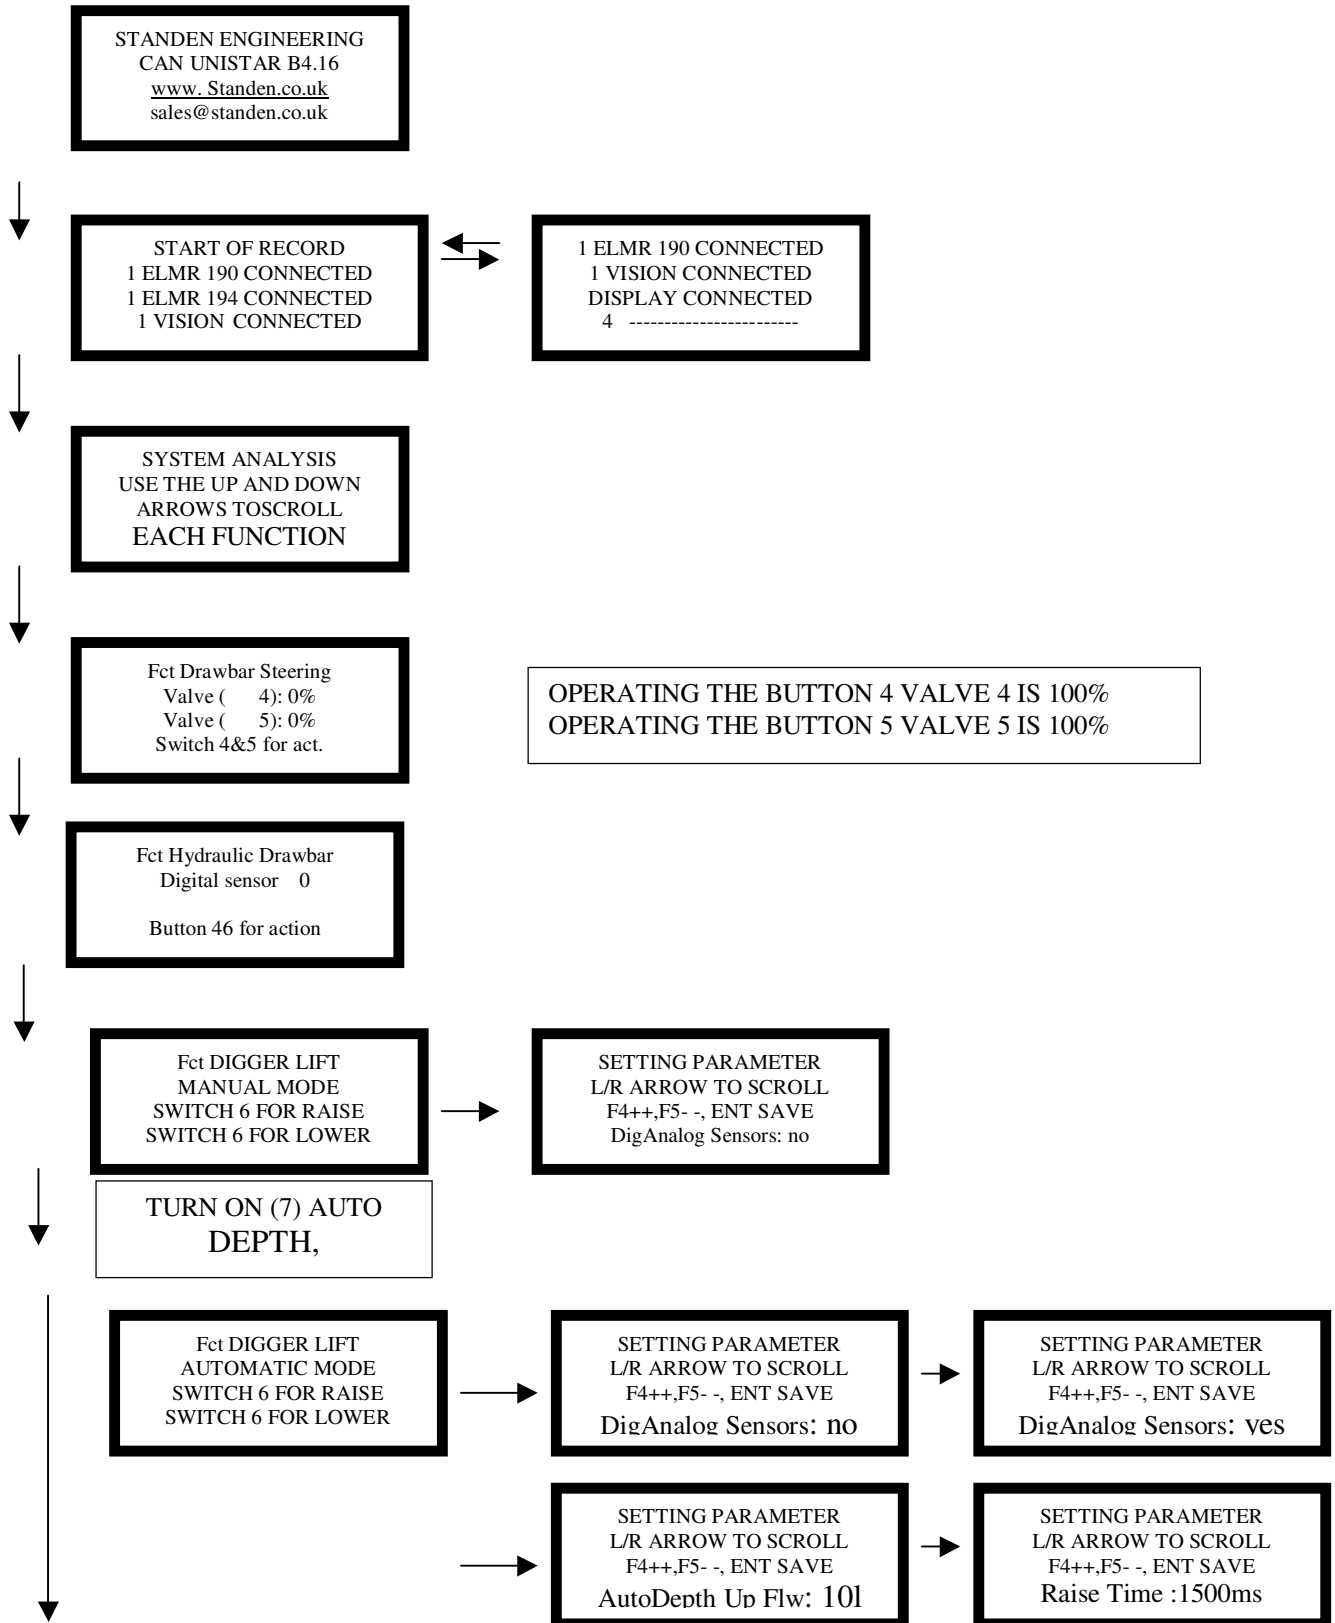 STANDEN ENGINEERING
CAN UNISTAR B4.16
www. Standen.co.uk
sales@standen.co.uk
START OF RECORD
1 ELMR 190 CONNECTED
1 ELMR 194 CONNECTED
1 VISION CONNECTED
1 ELMR 190 CONNECTED
1 VISION CONNECTED
DISPLAY CONNECTED
4 ------------------------
SYSTEM ANALYSIS
USE THE UP AND DOWN
ARROWS TOSCROLL
EACH FUNCTION
Fct Drawbar Steering
Valve ( 4): 0%
Valve ( 5): 0%
Switch 4&5 for act.
OPERATING THE BUTTON 4 VALVE 4 IS 100%
OPERATING THE BUTTON 5 VALVE 5 IS 100%
Fct Hydraulic Drawbar
Digital sensor 0
Button 46 for action
Fct DIGGER LIFT
MANUAL MODE
SWITCH 6 FOR RAISE
SWITCH 6 FOR LOWER
SETTING PARAMETER
L/R ARROW TO SCROLL
F4++,F5- -, ENT SAVE
DigAnalog Sensors: no
TURN ON (7) AUTO
DEPTH,
Fct DIGGER LIFT
AUTOMATIC MODE
SWITCH 6 FOR RAISE
SWITCH 6 FOR LOWER
SETTING PARAMETER
L/R ARROW TO SCROLL
F4++,F5- -, ENT SAVE
DigAnalog Sensors: no
SETTING PARAMETER
L/R ARROW TO SCROLL
F4++,F5- -, ENT SAVE
DigAnalog Sensors: yes
SETTING PARAMETER
L/R ARROW TO SCROLL
F4++,F5- -, ENT SAVE
AutoDepth Up Flw: 10l
SETTING PARAMETER
L/R ARROW TO SCROLL
F4++,F5- -, ENT SAVE
Raise Time :1500ms